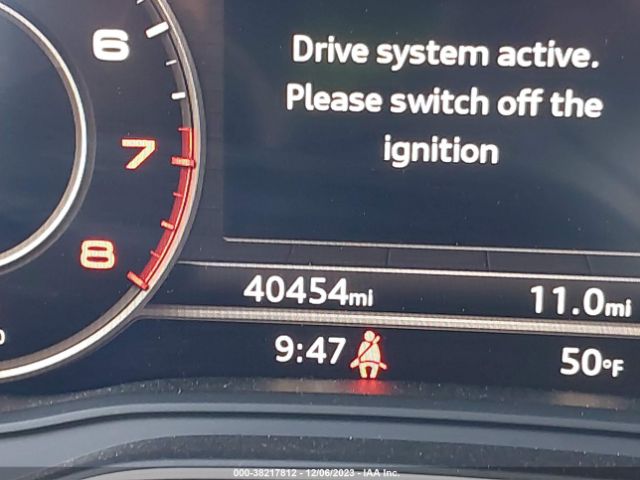 6
Drive system active.
Please switch off the
7
ignition
8
40454mi 11.0mi
9:47 50°F
000-38217812 - 12/06/2023 - IAA Inc.